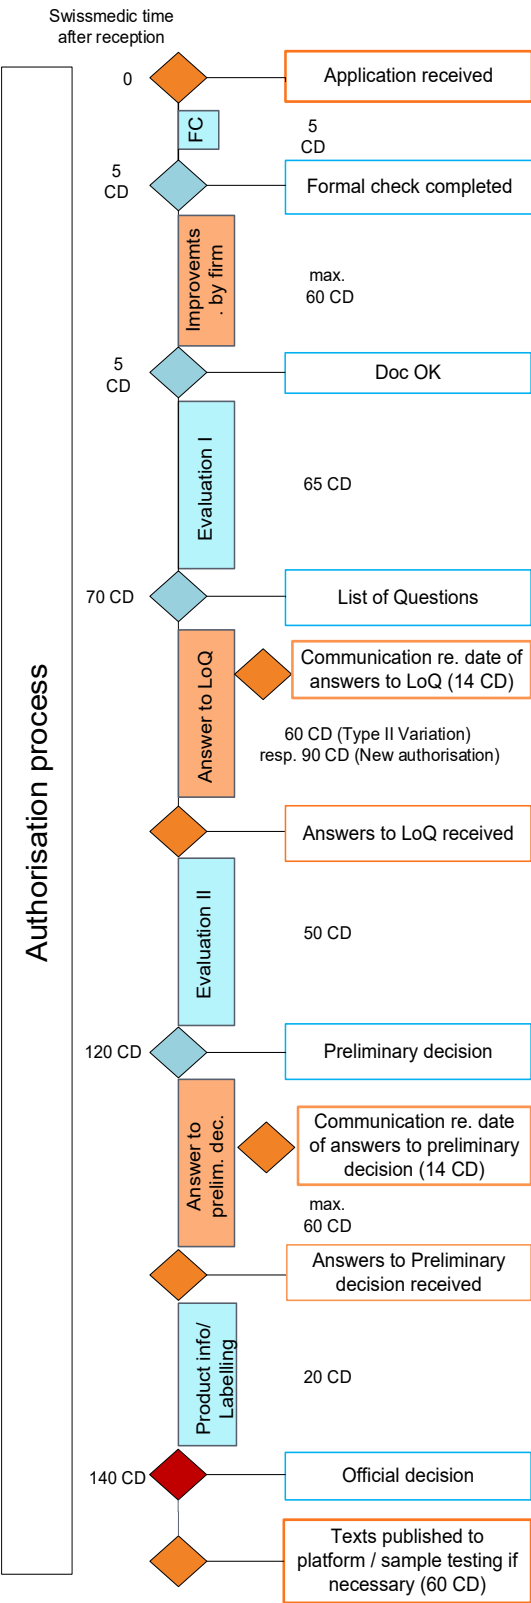 Swissmedic time
after reception
0
Application received
FC
5
CD
5
CD
Formal check completed
Improvemts
. by firm
max.
60 CD
5
CD
Doc OK
Evaluation I
65 CD
70 CD
List of Questions
Answer to LoQ
Communication re. date of
answers to LoQ (14 CD)
60 CD (Type II Variation)
resp. 90 CD (New authorisation)
Answers to LoQ received
Authorisation process
Evaluation II
50 CD
120 CD
Preliminary decision
Answer to
prelim. dec.
Communication re. date
of answers to preliminary
decision (14 CD)
max.
60 CD
Answers to Preliminary
decision received
Product info/
Labelling
20 CD
140 CD
Official decision
Texts published to
platform / sample testing if
necessary (60 CD)